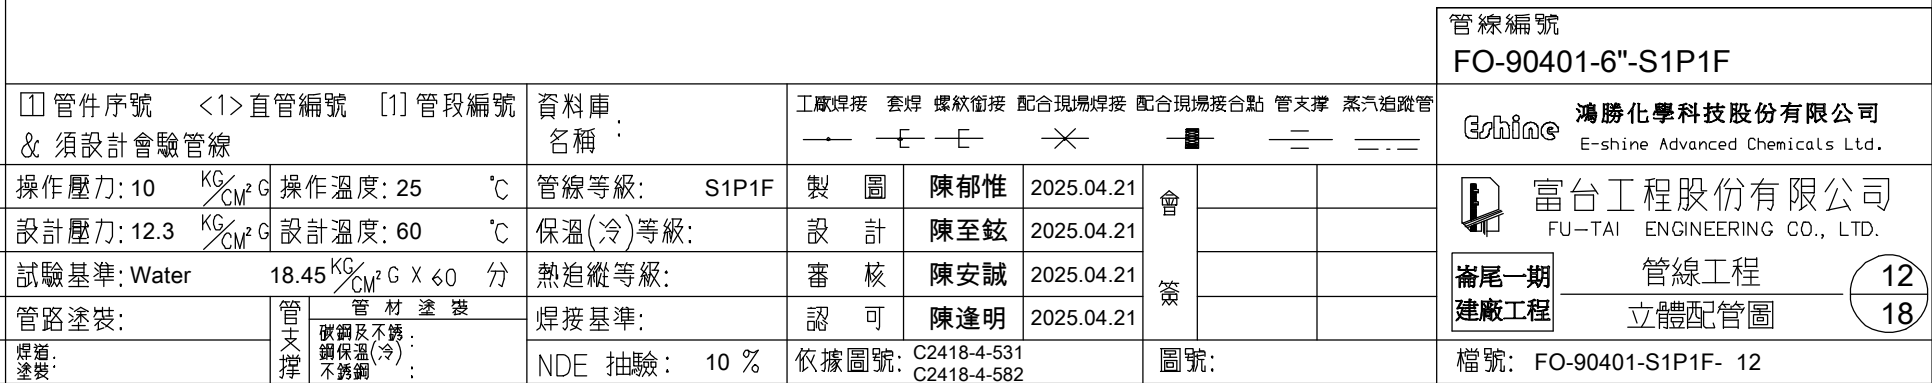 管線編號
FO-90401-6"-S1P1F
1 管件序號 <1>直管編號 [1]管段編號
& 須設計會驗管線
資料庫
名稱 :
工廠焊接 套焊 螺紋銜接 配合現場焊接 配合現場接合點 管支撐 蒸汽追蹤管
Eshine 鴻勝化學科技股份有限公司
E-shine Advanced Chemicals Ltd.
操作壓力: 10 KG/CM² G 操作溫度: 25 °C 管線等級: S1P1F 製 圖 陳郁惟 2025.04.21
設計壓力: 12.3 KG/CM² G 設計溫度: 60 °C 保溫(冷)等級: 設 計 陳至鉉 2025.04.21
試驗基準: Water 18.45 KG/CM² G X 60 分 熱追縱等級: 審 核 陳安誠 2025.04.21
管路塗裝: 管支撐 管 材 塗 裝 焊接基準: 認 可 陳逢明 2025.04.21
會簽
碳鋼及不銹 :
鋼保溫(冷) :
不銹鋼 :
焊道 :
塗裝
NDE 抽驗: 10 % 依據圖號: C2418-4-531
C2418-4-582
圖號:
富台工程股份有限公司
FU-TAI ENGINEERING CO., LTD.
崙尾一期
建廠工程
管線工程
立體配管圖
12
18
檔號: FO-90401-S1P1F- 12